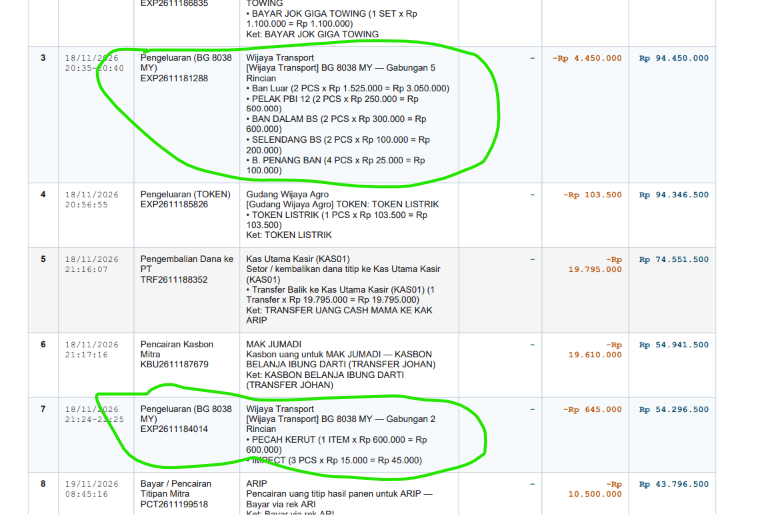 EXP2611186835
TOWING
• BAYAR JOK GIGA TOWING (1 SET x Rp
1.100.000 = Rp 1.100.000)
Ket: BAYAR JOK GIGA TOWING
3
18/11/2026
20:35-20:40
Pengeluaran (BG 8038
MY)
EXP2611181288
Wijaya Transport
[Wijaya Transport] BG 8038 MY — Gabungan 5
Rincian
• Ban Luar (2 PCS x Rp 1.525.000 = Rp 3.050.000)
• PELAK PBI 12 (2 PCS x Rp 250.000 = Rp
500.000)
• BAN DALAM BS (2 PCS x Rp 300.000 = Rp
600.000)
• SELENDANG BS (2 PCS x Rp 100.000 = Rp
200.000)
• B. PENANG BAN (4 PCS x Rp 25.000 = Rp
100.000)
–
-Rp 4.450.000
Rp 94.450.000
4
18/11/2026
20:56:55
Pengeluaran (TOKEN)
EXP2611185826
Gudang Wijaya Agro
[Gudang Wijaya Agro] TOKEN: TOKEN LISTRIK
• TOKEN LISTRIK (1 PCS x Rp 103.500 = Rp
103.500)
Ket: TOKEN LISTRIK
–
-Rp 103.500
Rp 94.346.500
5
18/11/2026
21:16:07
Pengembalian Dana ke
PT
TRF2611188352
Kas Utama Kasir (KAS01)
Setor / kembalikan dana titip ke Kas Utama Kasir
(KAS01)
• Transfer Balik ke Kas Utama Kasir (KAS01) (1
Transfer x Rp 19.795.000 = Rp 19.795.000)
Ket: TRANSFER UANG CASH MAMA KE KAK
ARIP
–
-Rp
19.795.000
Rp 74.551.500
6
18/11/2026
21:17:16
Pencairan Kasbon
Mitra
KBU2611187679
MAK JUMADI
Kasbon uang untuk MAK JUMADI — KASBON
BELANJA IBUNG DARTI (TRANSFER JOHAN)
Ket: KASBON BELANJA IBUNG DARTI
(TRANSFER JOHAN)
–
-Rp
19.610.000
Rp 54.941.500
7
18/11/2026
21:24-21:25
Pengeluaran (BG 8038
MY)
EXP2611184014
Wijaya Transport
[Wijaya Transport] BG 8038 MY — Gabungan 2
Rincian
• PECAH KERUT (1 ITEM x Rp 600.000 = Rp
600.000)
• IMPECT (3 PCS x Rp 15.000 = Rp 45.000)
–
-Rp 645.000
Rp 54.296.500
8
19/11/2026
08:45:16
Bayar / Pencairan
Titipan Mitra
PCT2611199518
ARIP
Pencairan uang titip hasil panen untuk ARIP —
Bayar via rek ARI
Ket: Bayar via rek ARI
–
-Rp
10.500.000
Rp 43.796.500